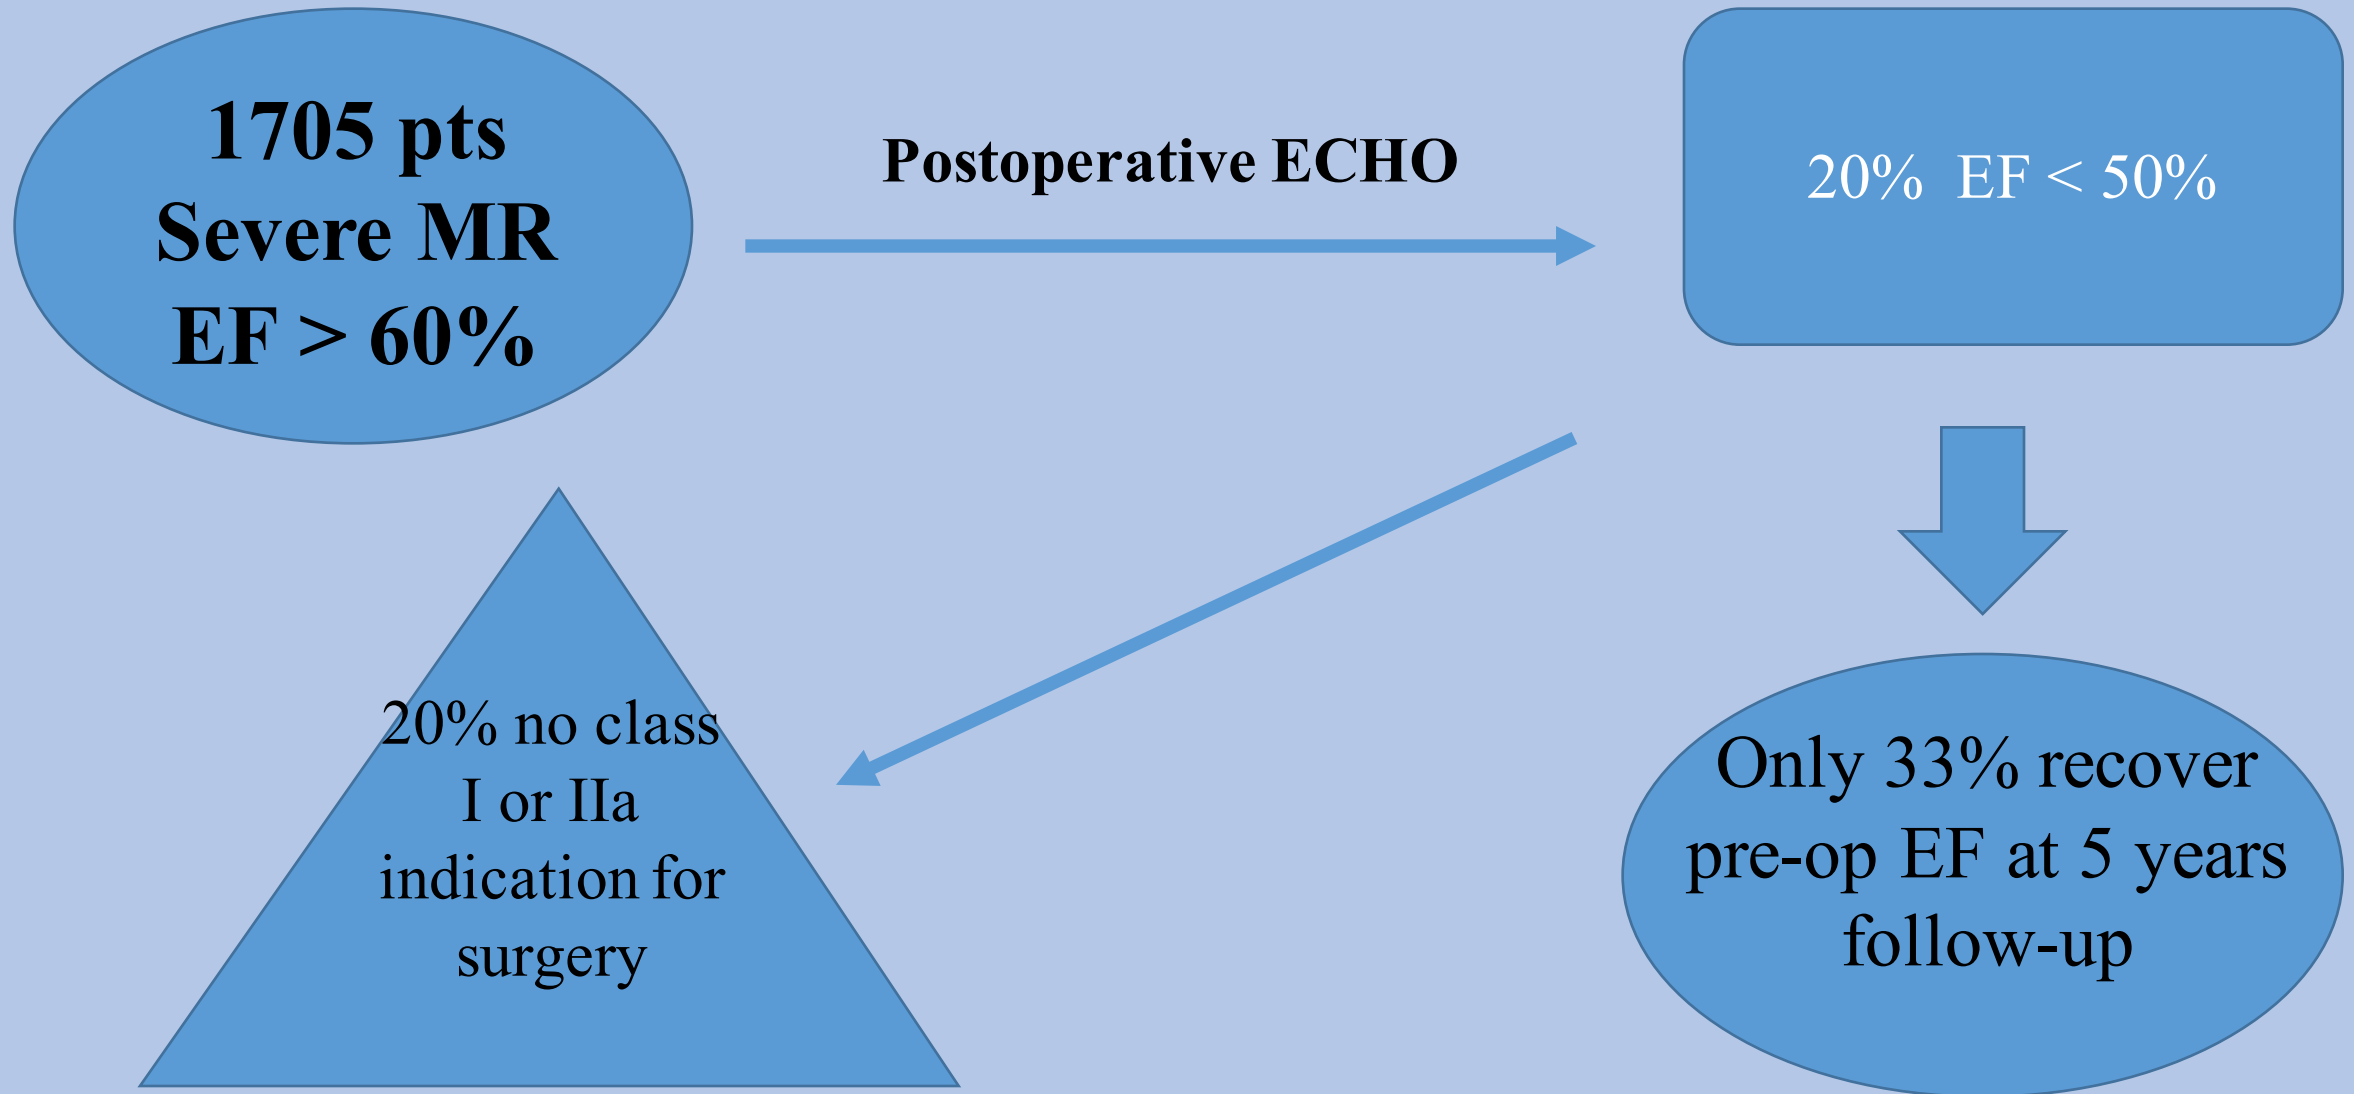 1705 pts
Severe MR
EF > 60%
Postoperative ECHO
20%  EF < 50%
20% no class
I or IIa
indication for
surgery
Only 33% recover
pre-op EF at 5 years
follow-up